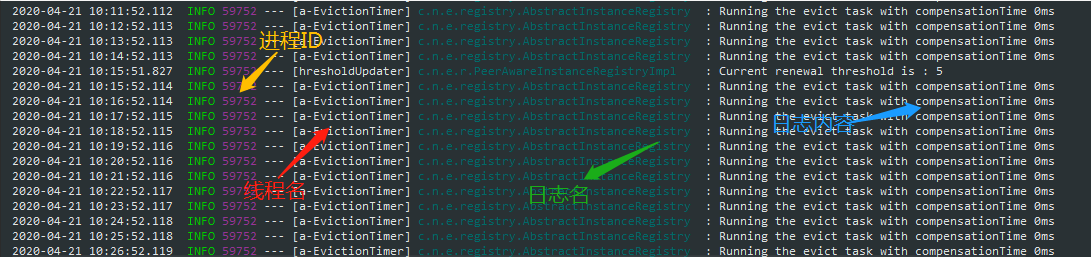 2020-04-21 10:11:52.112 INFO 59752 --- [a-EvictionTimer] c.n.e.registry.AbstractInstanceRegistry : Running the evict task with compensationTime 0ms
2020-04-21 10:12:52.113 INFO 59752 --- [a-EvictionTimer] c.n.e.registry.AbstractInstanceRegistry : Running the evict task with compensationTime 0ms
进程ID
2020-04-21 10:13:52.113 INFO 59752 --- [a-EvictionTimer] c.n.e.registry.AbstractInstanceRegistry : Running the evict task with compensationTime 0ms
2020-04-21 10:14:52.113 INFO 59752 --- [a-EvictionTimer] c.n.e.registry.AbstractInstanceRegistry : Running the evict task with compensationTime 0ms
2020-04-21 10:15:51.827 INFO 59752 --- [hresholdUpdater] c.n.e.r.PeerAwareInstanceRegistryImpl : Current renewal threshold is : 5
2020-04-21 10:15:52.114 INFO 59752 --- [a-EvictionTimer] c.n.e.registry.AbstractInstanceRegistry : Running the evict task with compensationTime 0ms
2020-04-21 10:16:52.114 INFO 59752 --- [a-EvictionTimer] c.n.e.registry.AbstractInstanceRegistry : Running the evict task with compensationTime 0ms
2020-04-21 10:17:52.115 INFO 59752 --- [a-EvictionTimer] c.n.e.registry.AbstractInstanceRegistry : Running the evict task with compensationTime 0ms
日志内容
2020-04-21 10:18:52.115 INFO 59752 --- [a-EvictionTimer] c.n.e.registry.AbstractInstanceRegistry : Running the evict task with compensationTime 0ms
2020-04-21 10:19:52.116 INFO 59752 --- [a-EvictionTimer] c.n.e.registry.AbstractInstanceRegistry : Running the evict task with compensationTime 0ms
2020-04-21 10:20:52.116 INFO 59752 --- [a-EvictionTimer] c.n.e.registry.AbstractInstanceRegistry : Running the evict task with compensationTime 0ms
2020-04-21 10:21:52.116 INFO 59752 --- [a-EvictionTimer] c.n.e.registry.AbstractInstanceRegistry : Running the evict task with compensationTime 0ms
2020-04-21 10:22:52.117 INFO 59752 --- [a-EvictionTimer] c.n.e.registry.AbstractInstanceRegistry : Running the evict task with compensationTime 0ms
线程名
日志名
2020-04-21 10:23:52.117 INFO 59752 --- [a-EvictionTimer] c.n.e.registry.AbstractInstanceRegistry : Running the evict task with compensationTime 0ms
2020-04-21 10:24:52.118 INFO 59752 --- [a-EvictionTimer] c.n.e.registry.AbstractInstanceRegistry : Running the evict task with compensationTime 0ms
2020-04-21 10:25:52.118 INFO 59752 --- [a-EvictionTimer] c.n.e.registry.AbstractInstanceRegistry : Running the evict task with compensationTime 0ms
2020-04-21 10:26:52.119 INFO 59752 --- [a-EvictionTimer] c.n.e.registry.AbstractInstanceRegistry : Running the evict task with compensationTime 0ms